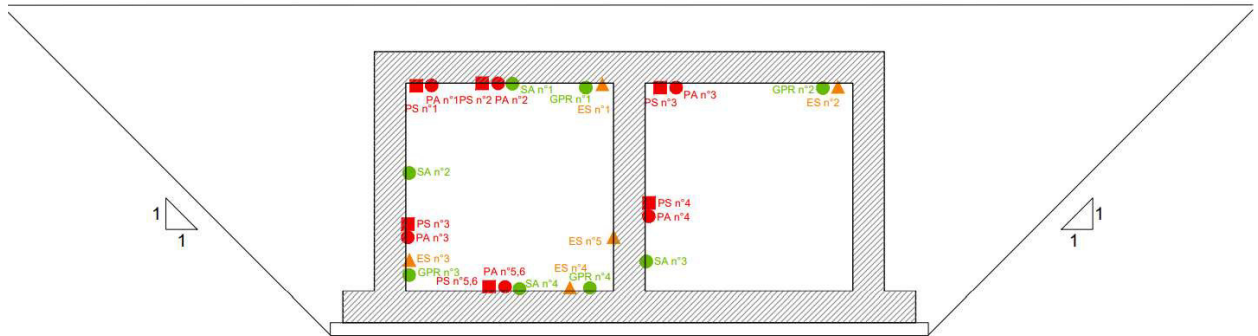 PA n°1 PS n°2 PA n°2 SA n°1
PS n°1
GPR n°1
ES n°1
PS n°3 PA n°3
GPR n°2
ES n°2
SA n°2
PS n°3
PA n°3
ES n°3
GPR n°3
PS n°5,6
PA n°5,6
SA n°4
ES n°4
GPR n°4
ES n°5
PS n°4
PA n°4
SA n°3
1
1
1
1